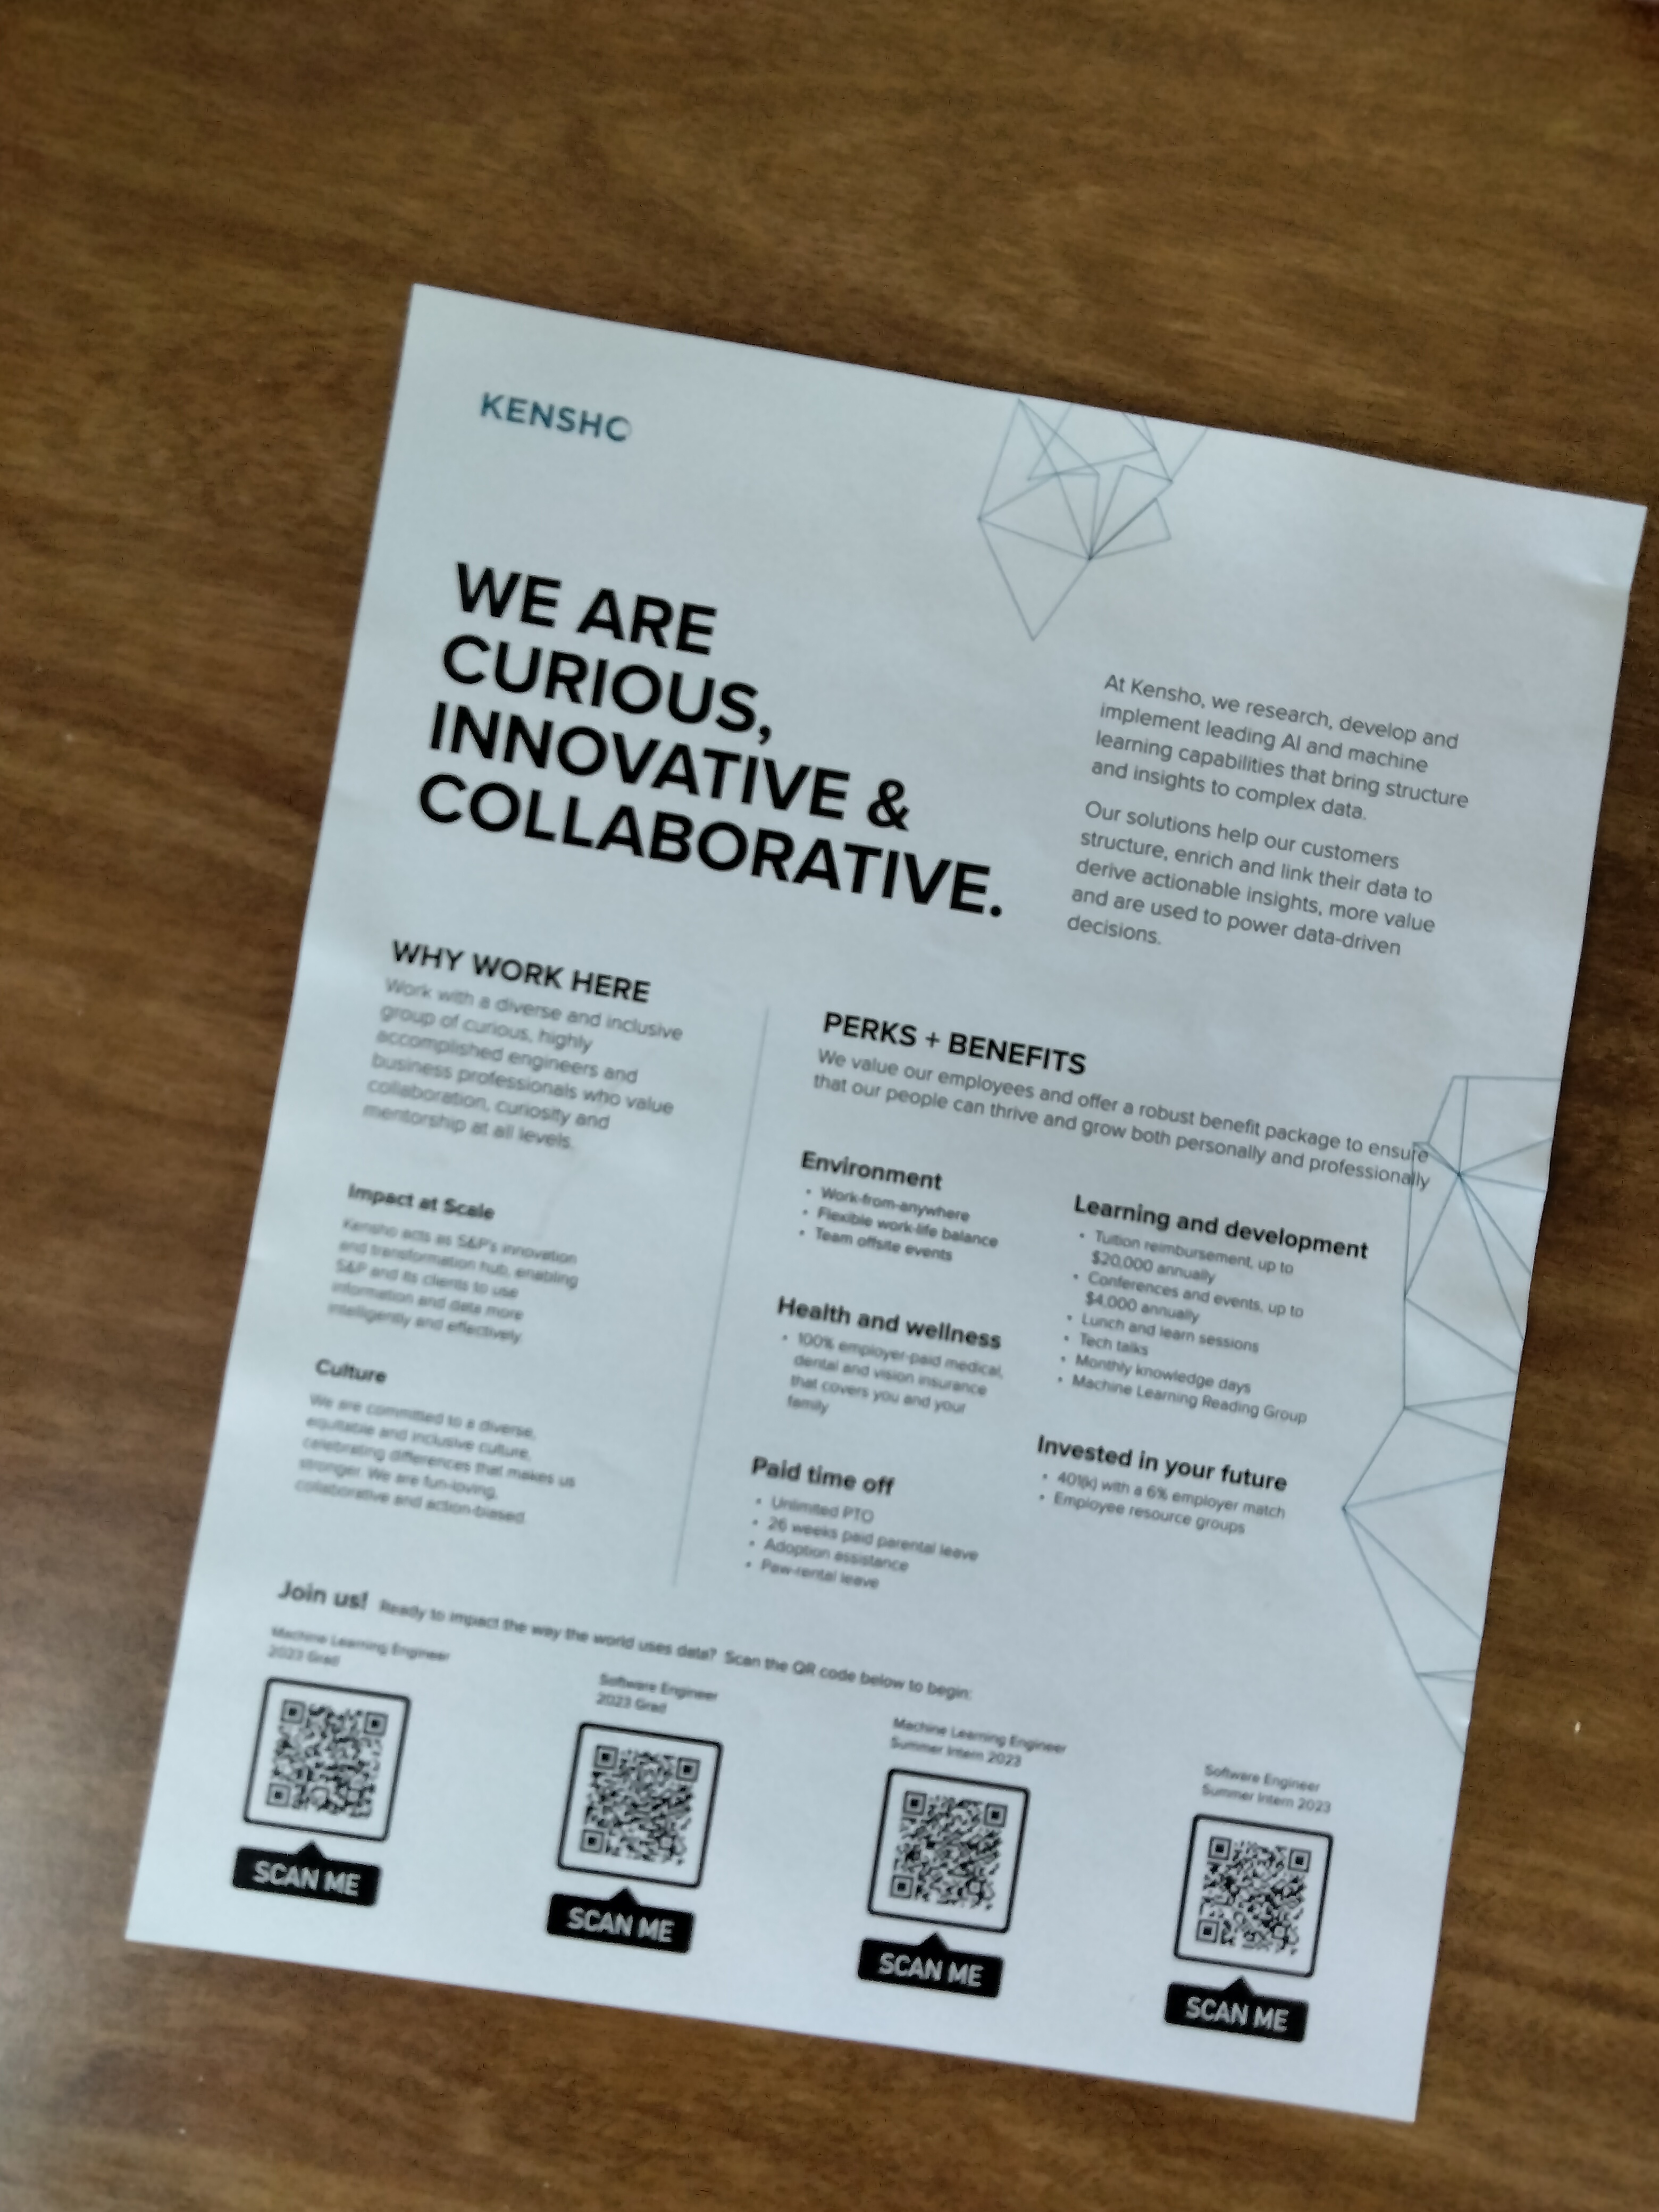 KENSHO
WE ARE
CURIOUS,
INNOVATIVE &
COLLABORATIVE.
At Kensho, we research, develop and
implement leading AI and machine
learning capabilities that bring structure
and insights to complex data.
Our solutions help our customers
structure, enrich and link their data to
derive actionable insights, more value
and are used to power data-driven
decisions.
WHY WORK HERE
Work with a diverse and inclusive
group of curious, highly
accomplished engineers and
business professionals who value
collaboration, curiosity and
mentorship at all levels.
Impact at Scale
Kensho acts as S&P's innovation
and transformation hub, enabling
S&P and its clients to use
information and data more
intelligently and effectively.
Culture
We are committed to a diverse,
equitable and inclusive culture,
celebrating differences that makes us
stronger. We are fun-loving,
collaborative and action-biased.
PERKS + BENEFITS
We value our employees and offer a robust benefit package to ensure
that our people can thrive and grow both personally and professionally
Environment
• Work-from-anywhere
• Flexible work-life balance
• Team offsite events
Health and wellness
• 100% employer-paid medical,
dental and vision insurance
that covers you and your
family
Paid time off
• Unlimited PTO
• 26 weeks paid parental leave
• Adoption assistance
• Paw-rental leave
Learning and development
• Tuition reimbursement, up to
$20,000 annually
• Conferences and events, up to
$4,000 annually
• Lunch and learn sessions
• Tech talks
• Monthly knowledge days
• Machine Learning Reading Group
Invested in your future
• 401(k) with a 6% employer match
• Employee resource groups
Join us! Ready to impact the way the world uses data? Scan the QR code below to begin:
Machine Learning Engineer
2023 Grad
SCAN ME
Software Engineer
2023 Grad
SCAN ME
Machine Learning Engineer
Summer Intern 2023
SCAN ME
Software Engineer
Summer Intern 2023
SCAN ME